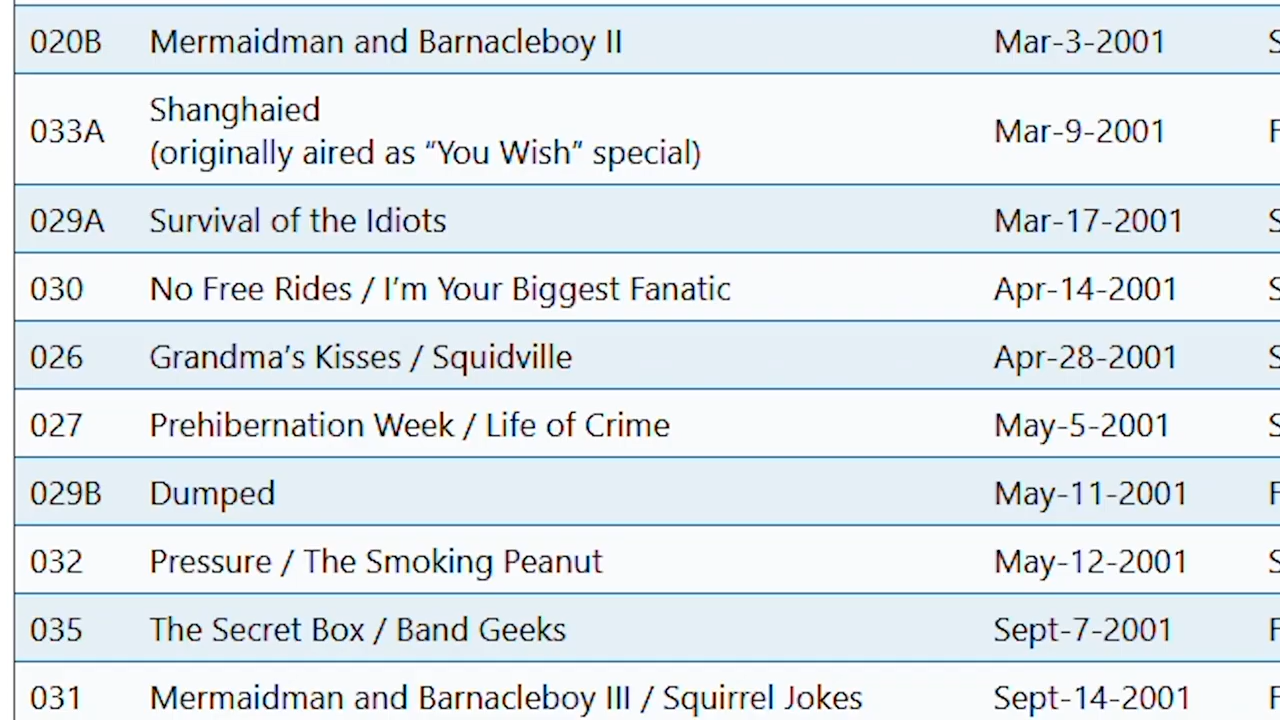 020B Mermaidman and Barnacleboy II Mar-3-2001 S
033A Shanghaied
(originally aired as “You Wish” special) Mar-9-2001 F
029A Survival of the Idiots Mar-17-2001 S
030 No Free Rides / I’m Your Biggest Fanatic Apr-14-2001 S
026 Grandma’s Kisses / Squidville Apr-28-2001 S
027 Prehibernation Week / Life of Crime May-5-2001 S
029B Dumped May-11-2001 F
032 Pressure / The Smoking Peanut May-12-2001 S
035 The Secret Box / Band Geeks Sept-7-2001 F
031 Mermaidman and Barnacleboy III / Squirrel Jokes Sept-14-2001 F